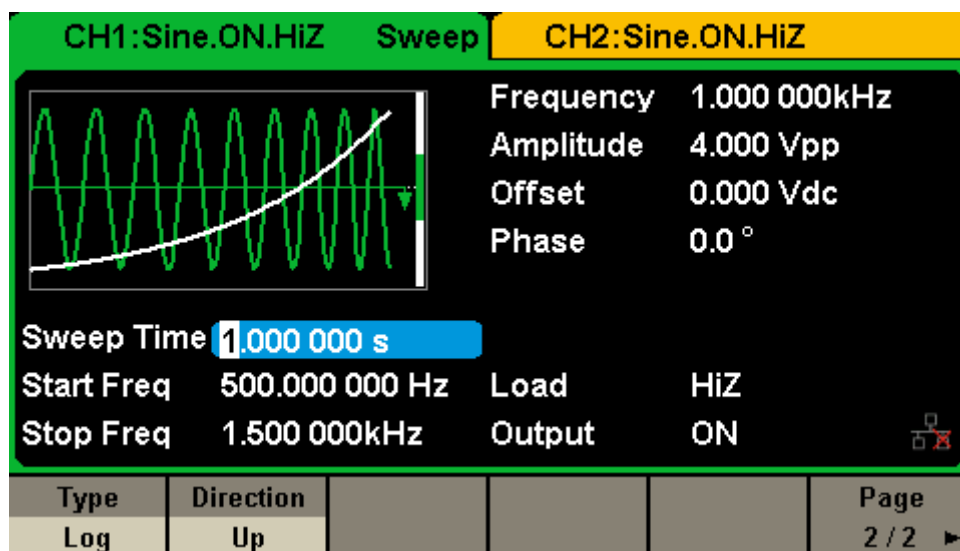 CH1:Sine.ON.HiZ Sweep CH2:Sine.ON.HiZ
Frequency 1.000 000kHz
Amplitude 4.000 Vpp
Offset 0.000 Vdc
Phase 0.0 °
Sweep Time 1.000 000 s
Start Freq 500.000 000 Hz Load HiZ
Stop Freq 1.500 000kHz Output ON
Type Direction Page
Log Up 2 / 2